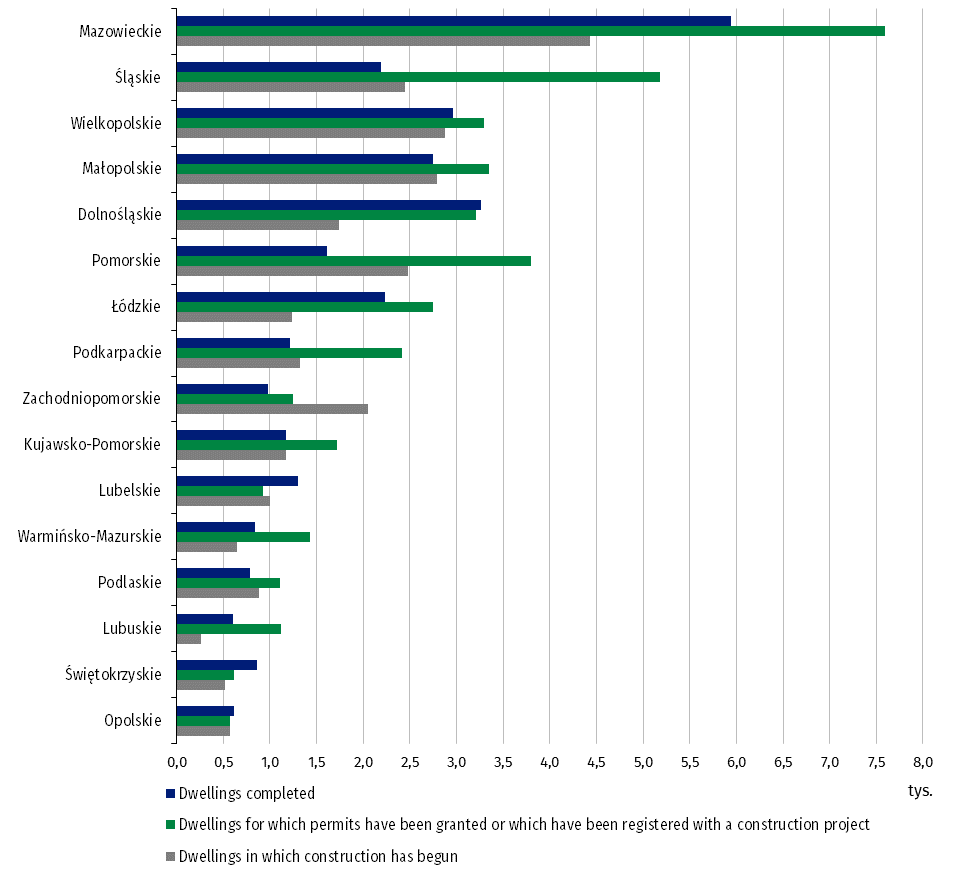 Mazowieckie
Śląskie
Wielkopolskie
Małopolskie
Dolnośląskie
Pomorskie
Łódzkie
Podkarpackie
Zachodniopomorskie
Kujawsko-Pomorskie
Lubelskie
Warmińsko-Mazurskie
Podlaskie
Lubuskie
Świętokrzyskie
Opolskie
0,0 0,5 1,0 1,5 2,0 2,5 3,0 3,5 4,0 4,5 5,0 5,5 6,0 6,5 7,0 7,5 8,0
tys.
Dwellings completed
Dwellings for which permits have been granted or which have been registered with a construction project
Dwellings in which construction has begun